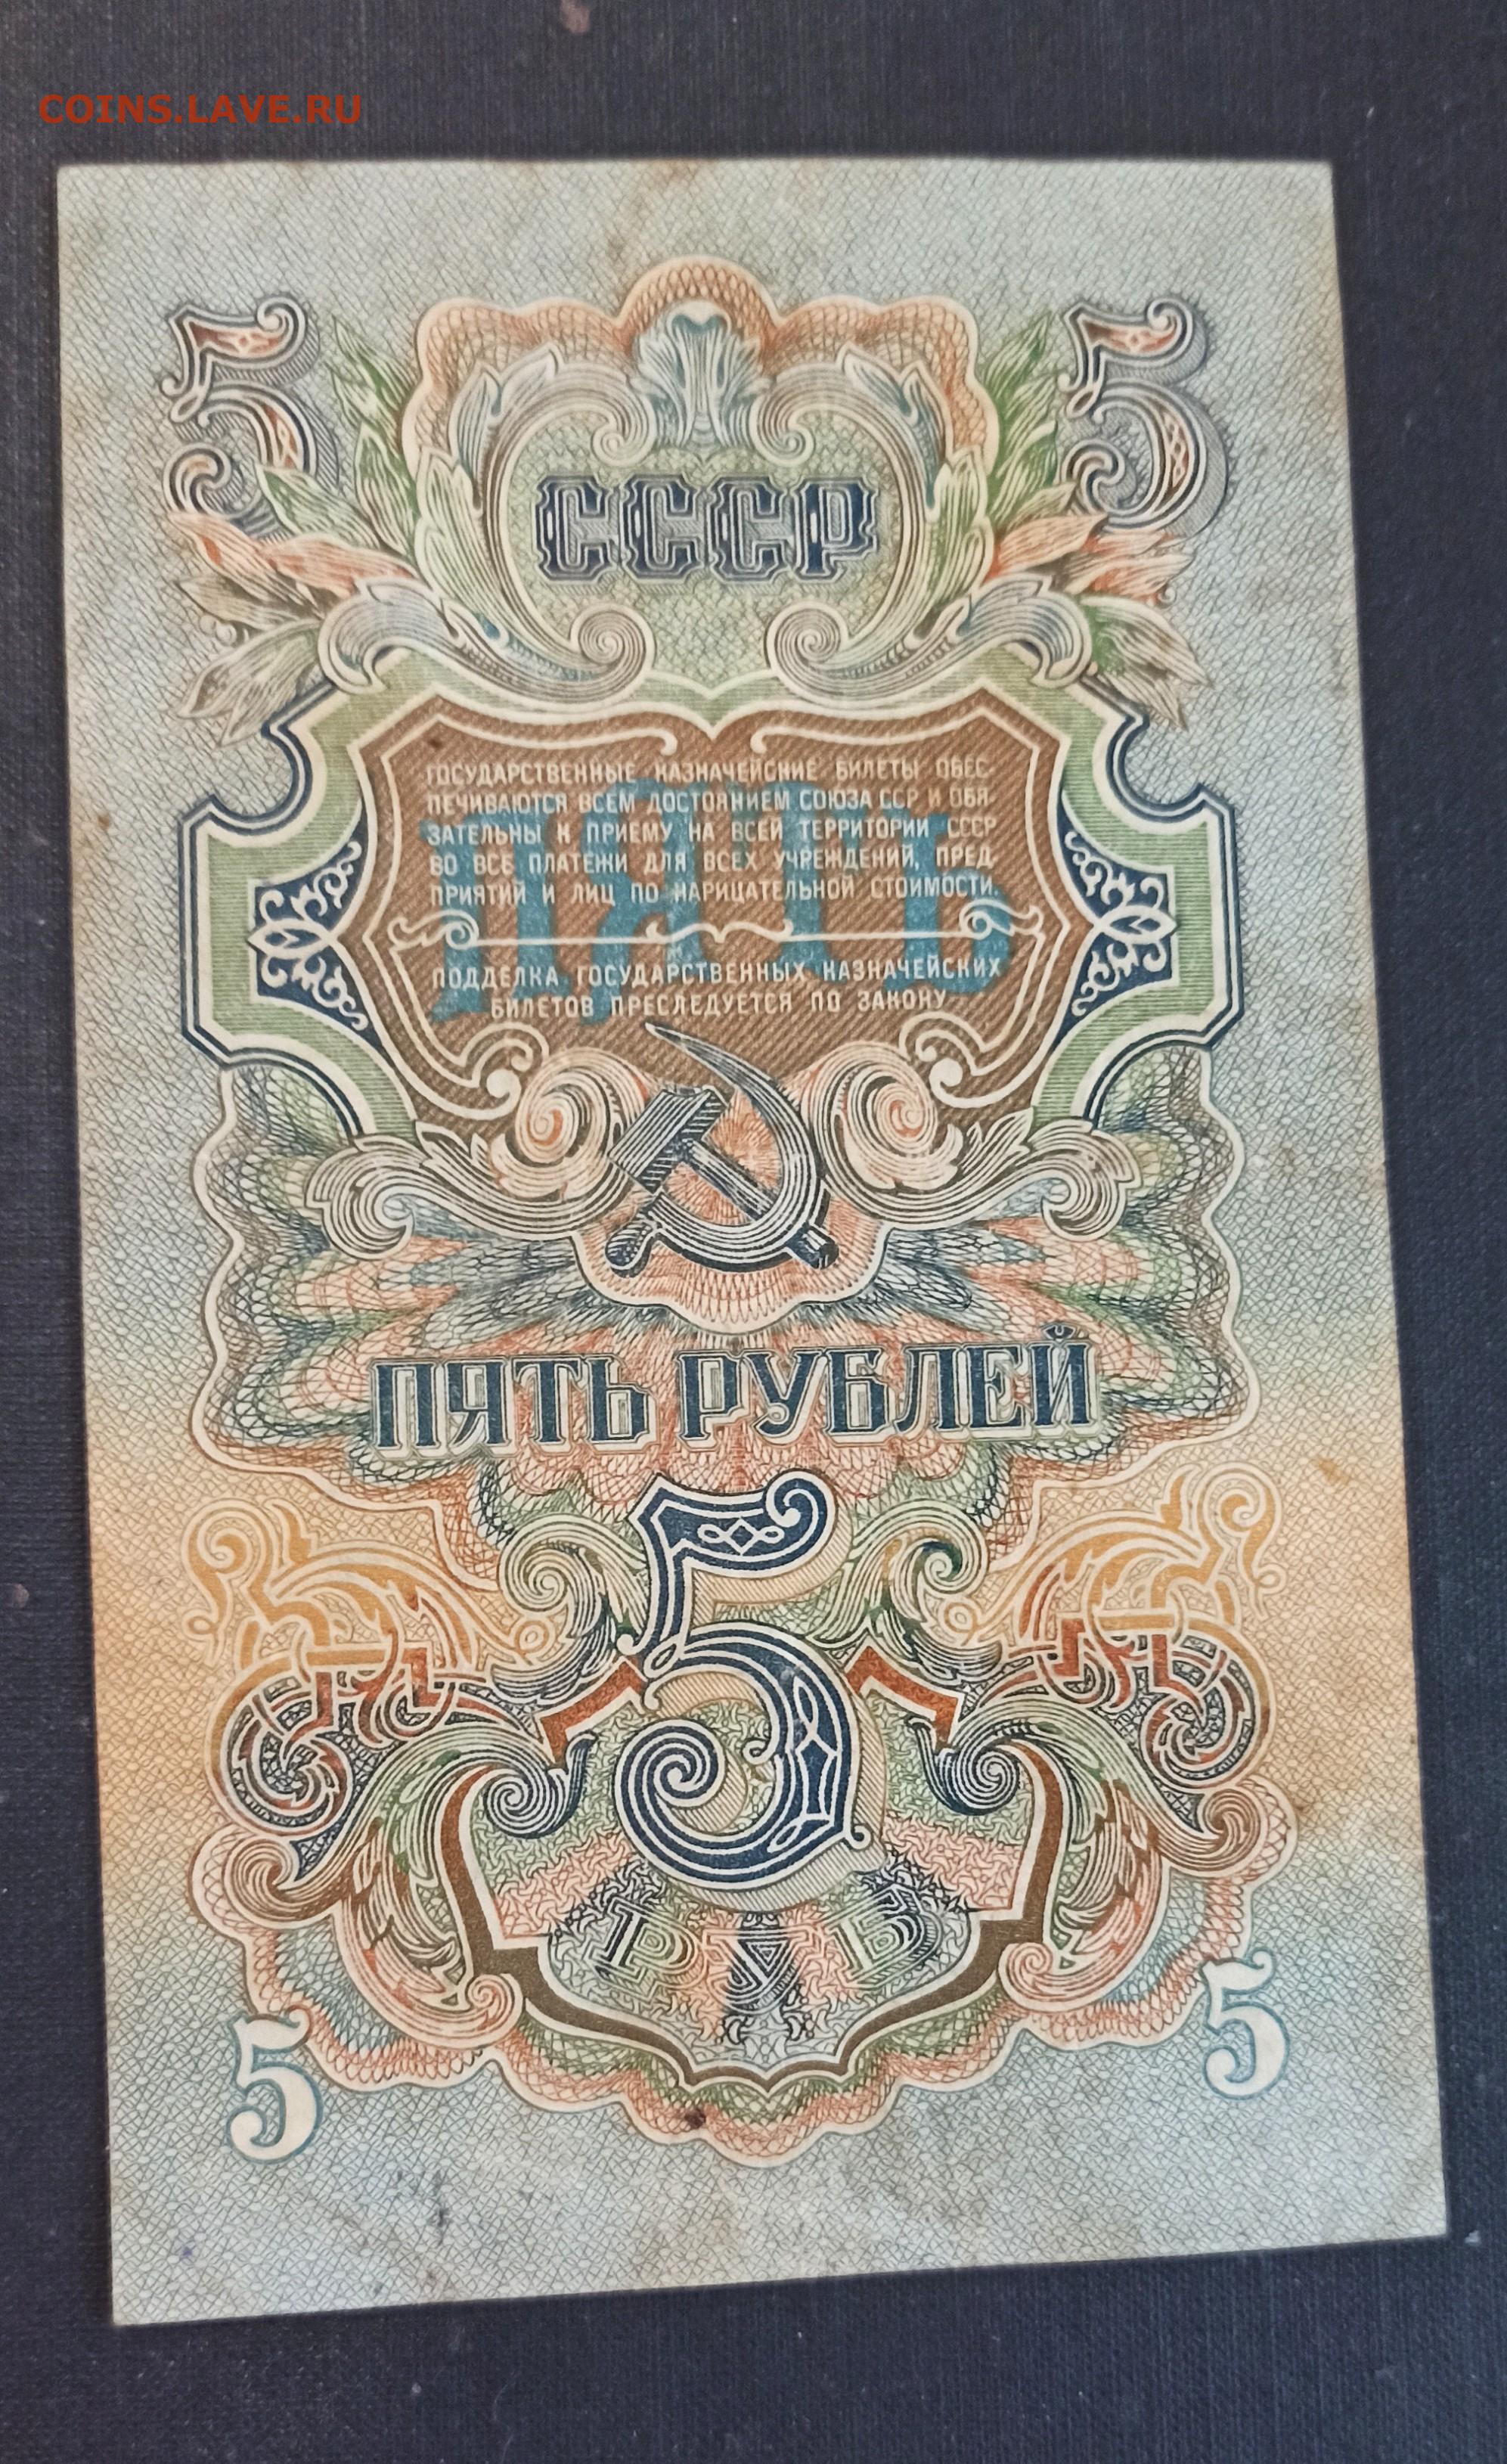 COINS.LAVE.RU
5 5
СССР
ПЯТЬ
ГОСУДАРСТВЕННЫЕ КАЗНАЧЕЙСКИЕ БИЛЕТЫ ОБЕС-
ПЕЧИВАЮТСЯ ВСЕМ ДОСТОЯНИЕМ СОЮЗА ССР И ОБЯ-
ЗАТЕЛЬНЫ К ПРИЕМУ НА ВСЕЙ ТЕРРИТОРИИ СССР
ВО ВСЕ ПЛАТЕЖИ ДЛЯ ВСЕХ УЧРЕЖДЕНИЙ, ПРЕД-
ПРИЯТИЙ И ЛИЦ ПО НАРИЦАТЕЛЬНОЙ СТОИМОСТИ.
ПОДДЕЛКА ГОСУДАРСТВЕННЫХ КАЗНАЧЕЙСКИХ
БИЛЕТОВ ПРЕСЛЕДУЕТСЯ ПО ЗАКОНУ
ПЯТЬ РУБЛЕЙ
5
РУБ
5 5